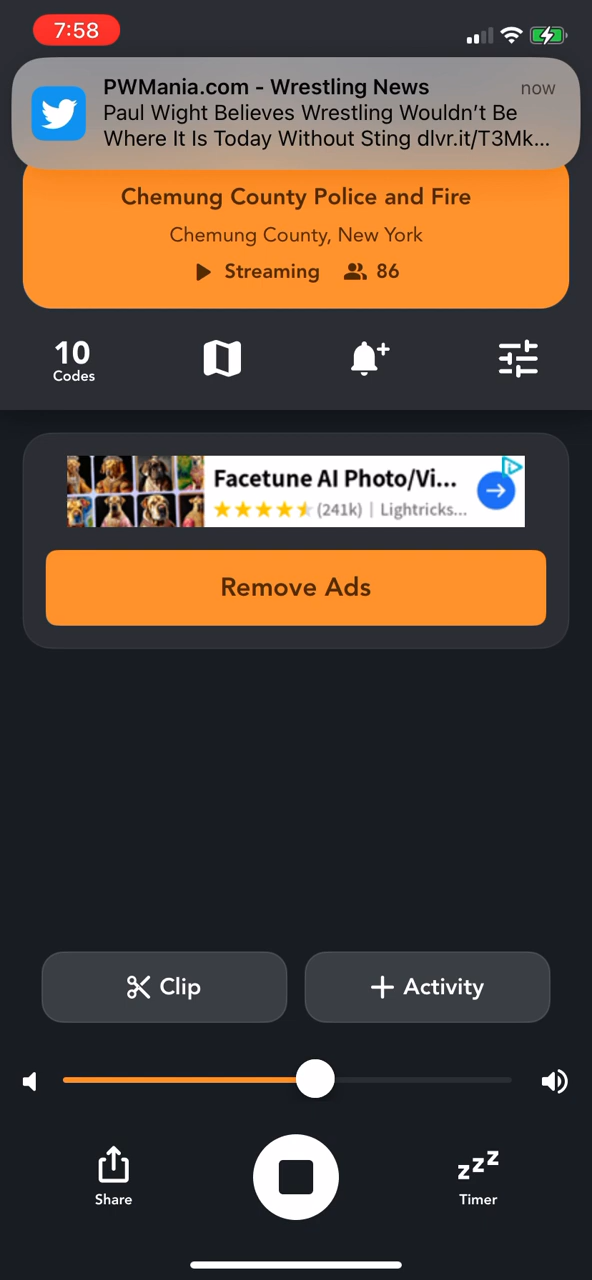 7:58
PWMania.com - Wrestling News
now
Paul Wight Believes Wrestling Wouldn't Be
Where It Is Today Without Sting dlvr.it/T3Mk...
Chemung County Police and Fire
Chemung County, New York
Streaming 86
10
Codes
Facetune AI Photo/Vi...
(241k) | Lightricks...
Remove Ads
Clip
Activity
Share
zzz
Timer